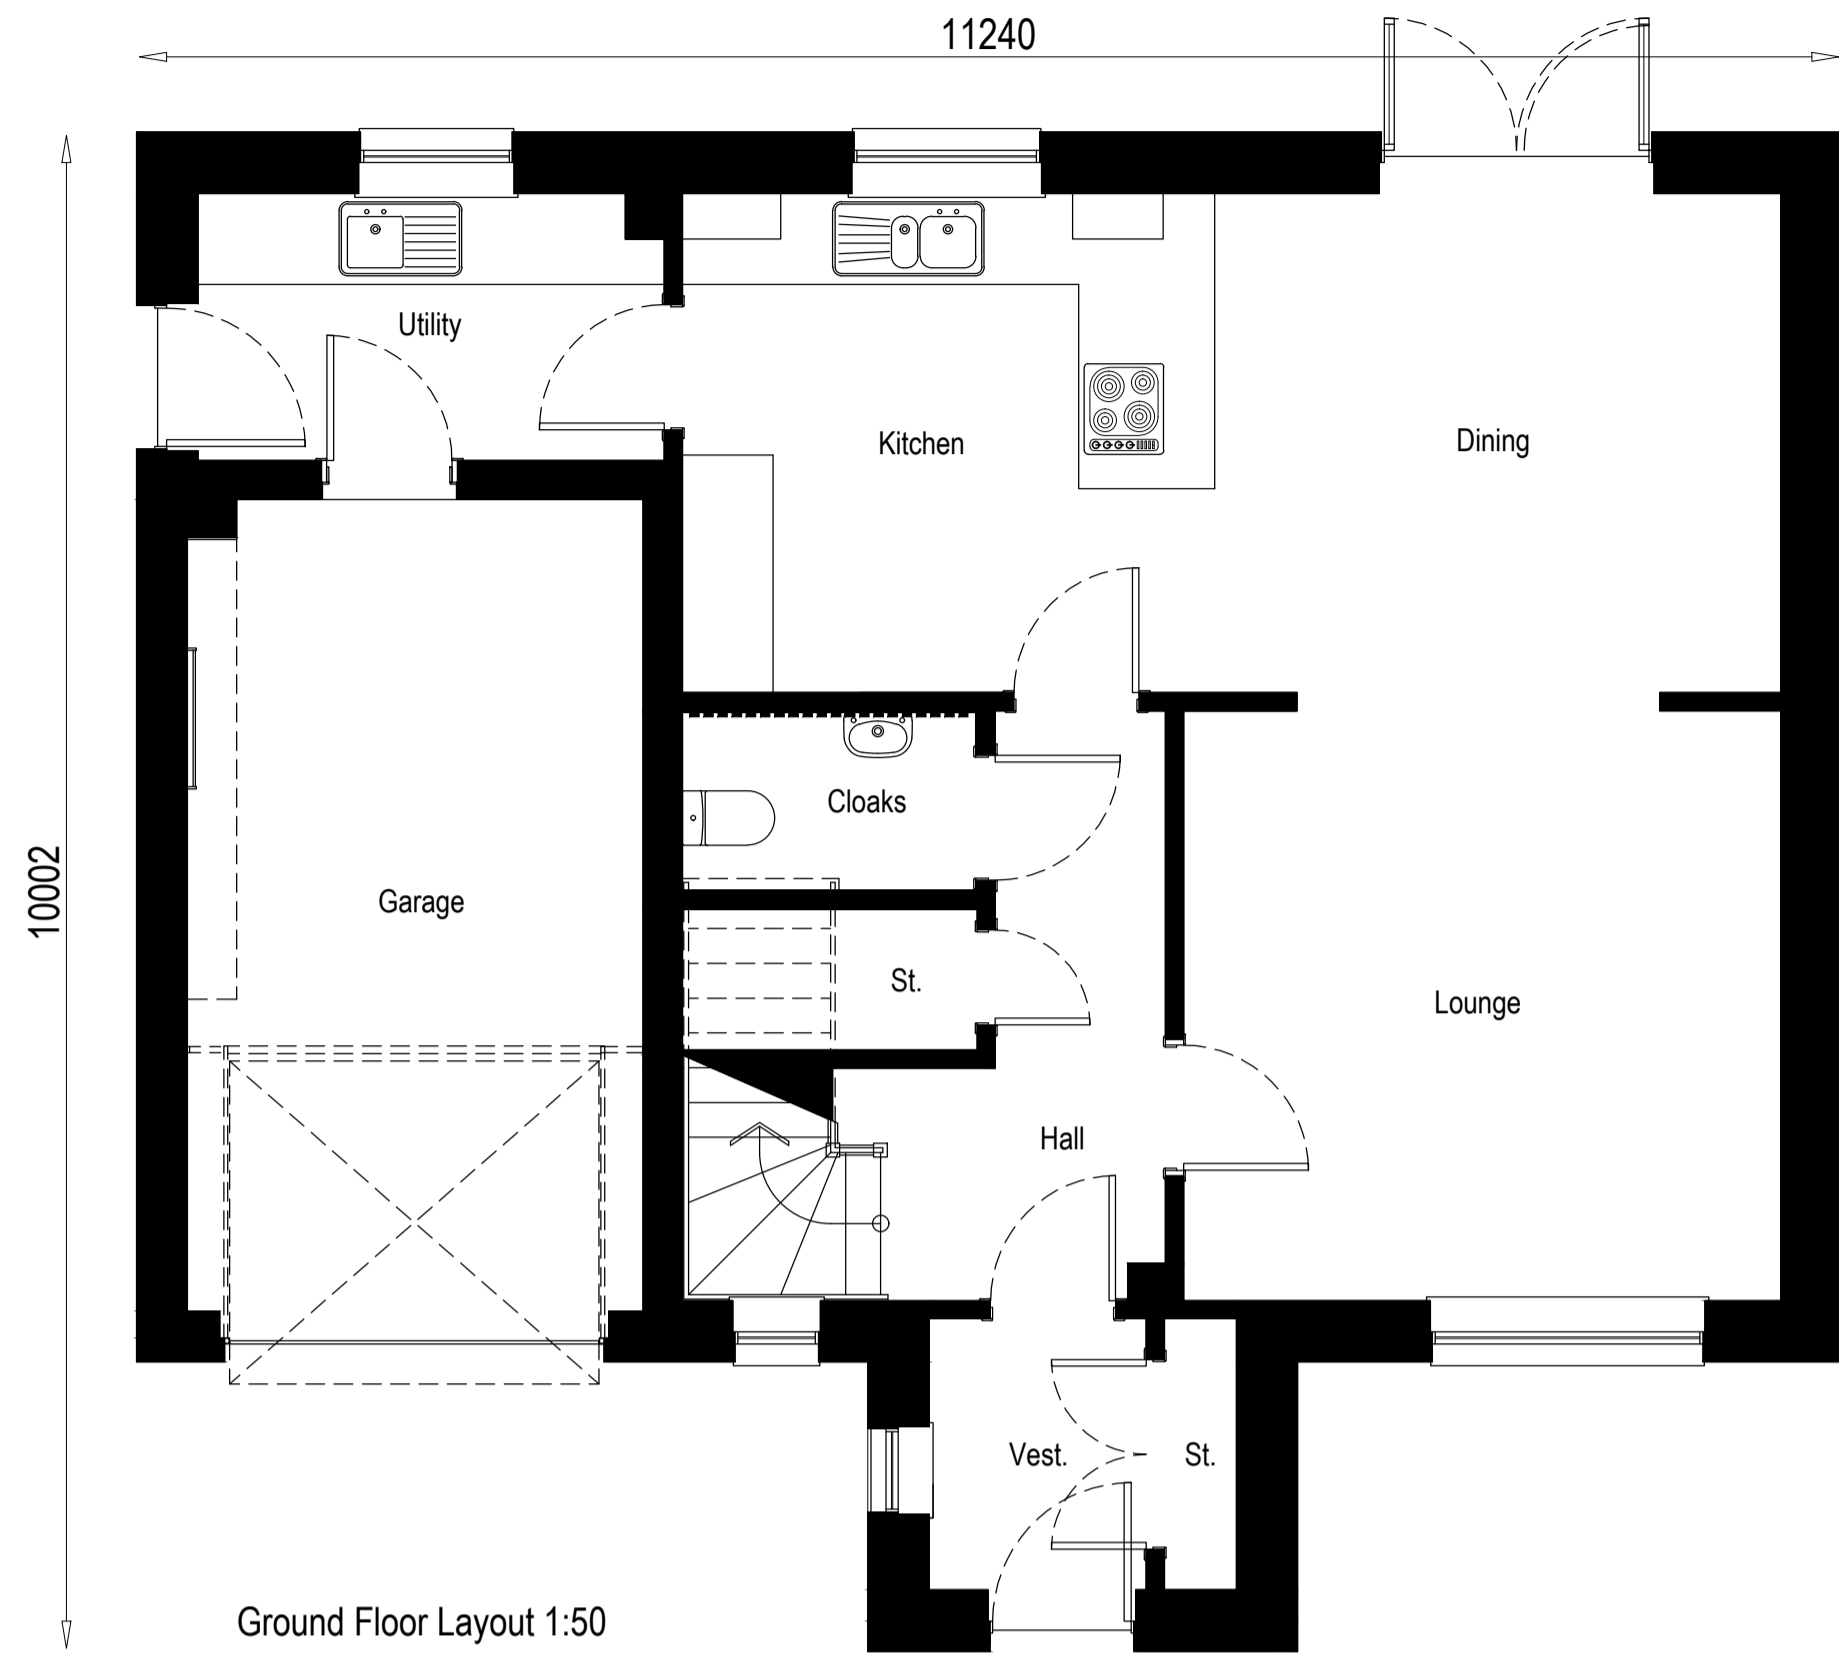 11240
Utility
Kitchen
Dining
Cloaks
10002
Garage
St.
Lounge
Hall
Vest.
St.
Ground Floor Layout 1:50